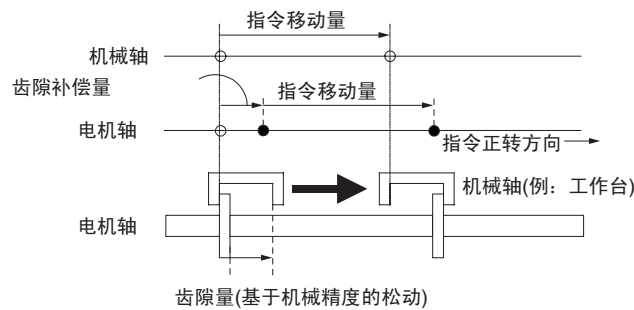 指令移动量
机械轴
齿隙补偿量
指令移动量
电机轴
指令正转方向
机械轴(例：工作台)
电机轴
齿隙量(基于机械精度的松动)